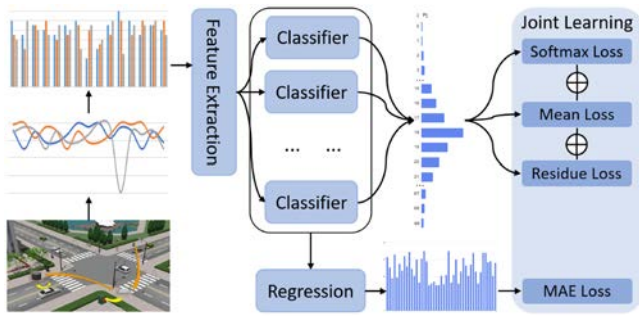 Feature Extraction
Classifier
Classifier
... ...
Classifier
Regression
Joint Learning
Softmax Loss
Mean Loss
Residue Loss
MAE Loss